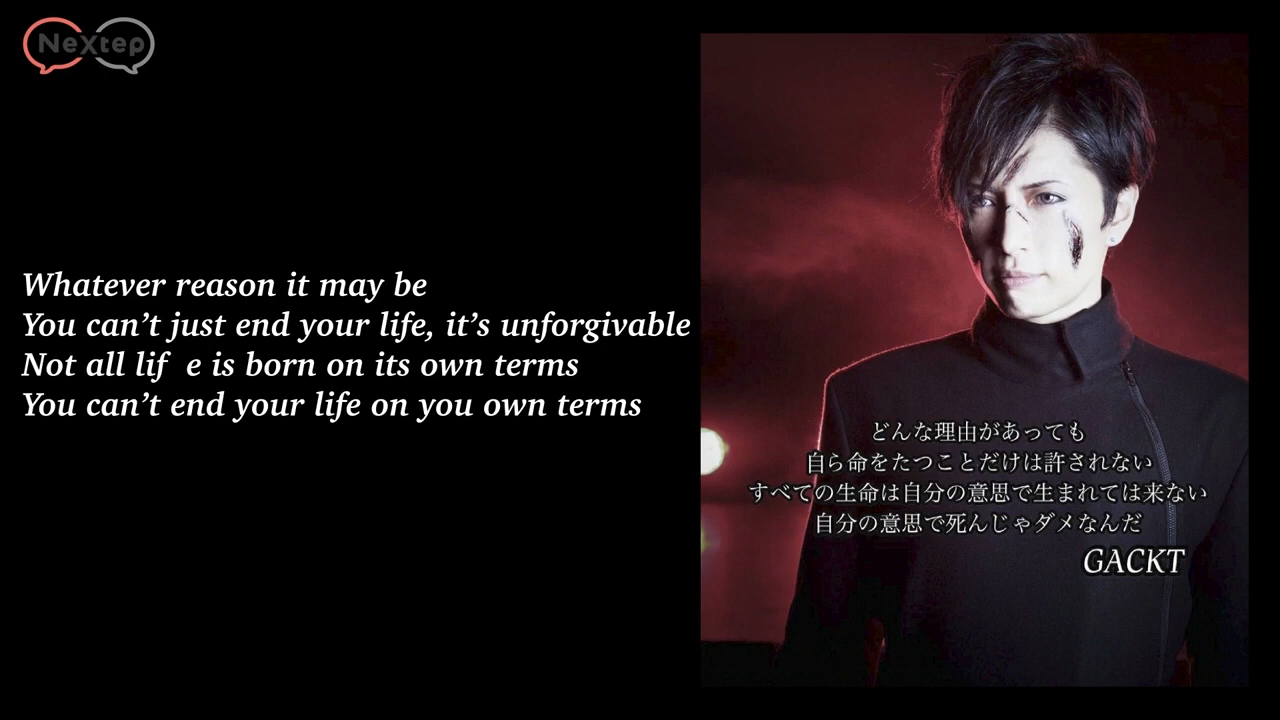 NeXtep
Whatever reason it may be
You can’t just end your life, it’s unforgivable
Not all lif  e is born on its own terms
You can’t end your life on you own terms
どんな理由があっても
自ら命をたつことだけは許されない
すべての生命は自分の意思で生まれては来ない
自分の意思で死んじゃダメなんだ
GACKT